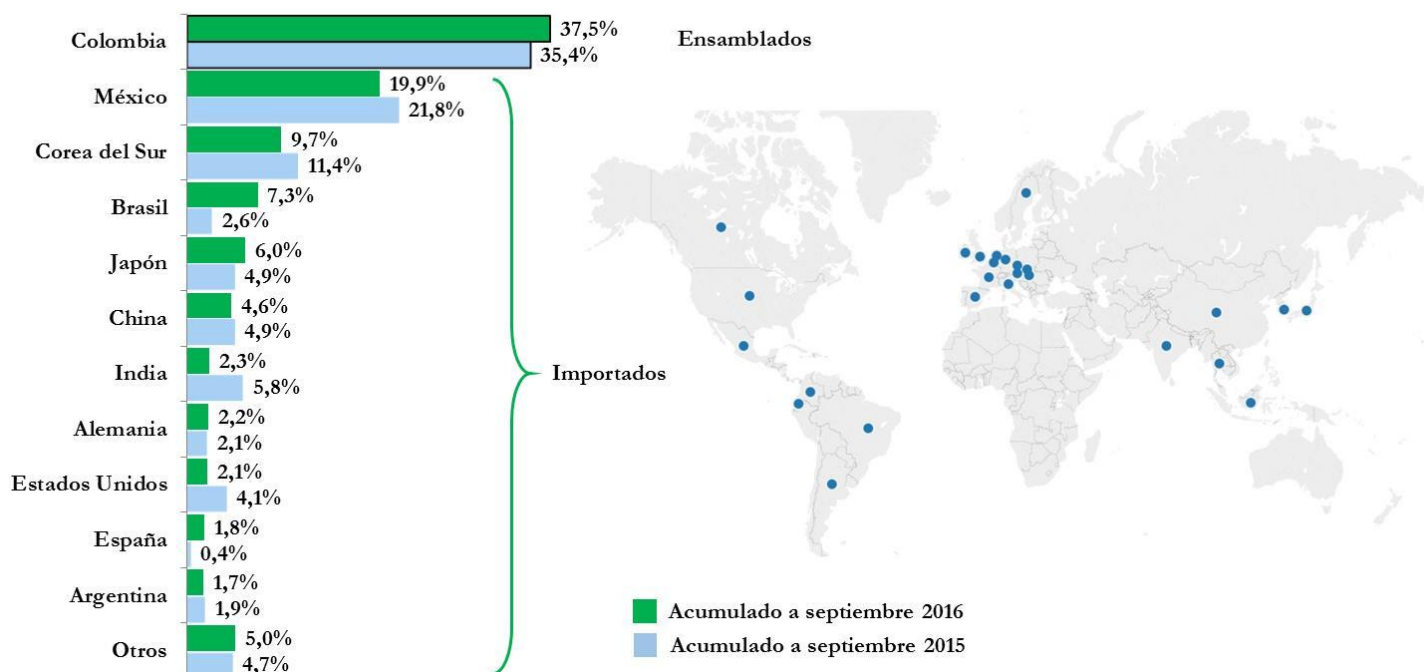 Colombia
37,5%
35,4%
Ensamblados
México
19,9%
21,8%
Corea del Sur
9,7%
11,4%
Brasil
7,3%
2,6%
Japón
6,0%
4,9%
China
4,6%
4,9%
India
2,3%
5,8%
Importados
Alemania
2,2%
2,1%
Estados Unidos
2,1%
4,1%
España
1,8%
0,4%
Argentina
1,7%
1,9%
Otros
5,0%
4,7%
Acumulado a septiembre 2016
Acumulado a septiembre 2015